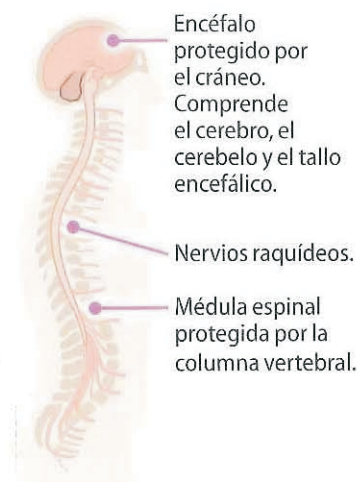 Encéfalo
protegido por
el cráneo.
Comprende
el cerebro, el
cerebelo y el tallo
encefálico.
Nervios raquídeos.
Médula espinal
protegida por la
columna vertebral.